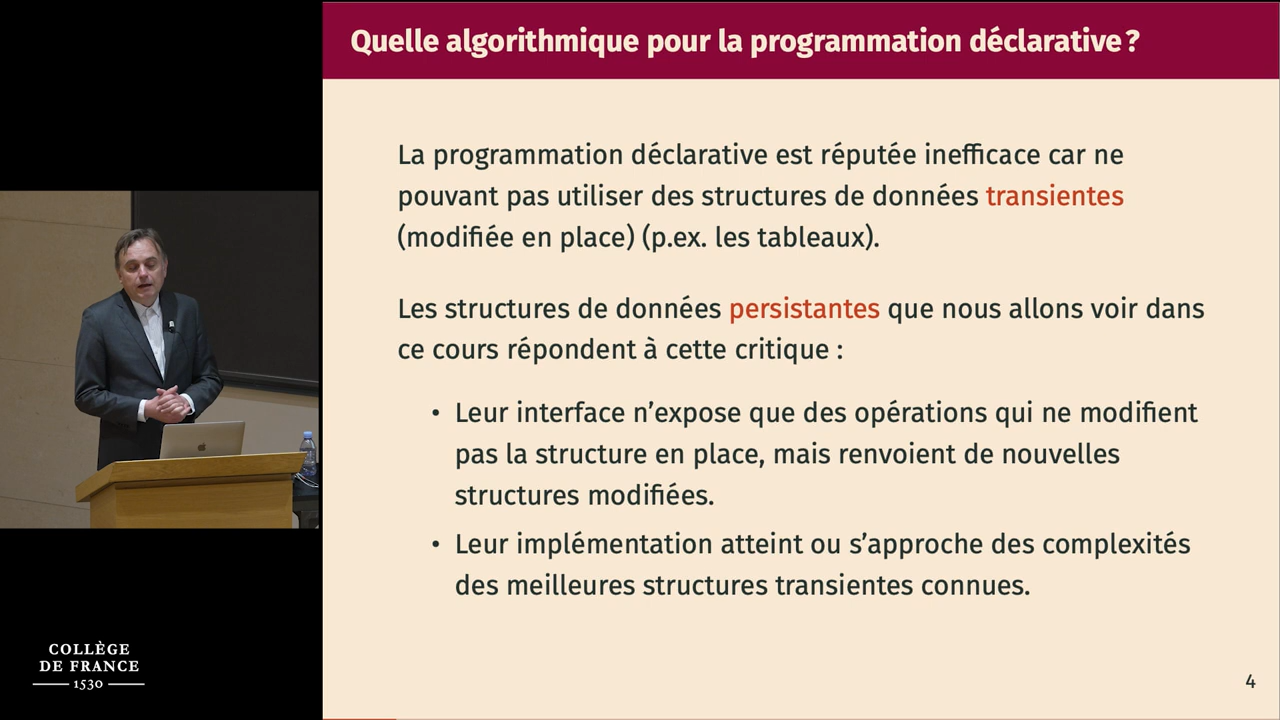 Quelle algorithmique pour la programmation déclarative ?
La programmation déclarative est réputée inefficace car ne
pouvant pas utiliser des structures de données transientes
(modifiée en place) (p.ex. les tableaux).
Les structures de données persistantes que nous allons voir dans
ce cours répondent à cette critique :
• Leur interface n’expose que des opérations qui ne modifient
pas la structure en place, mais renvoient de nouvelles
structures modifiées.
• Leur implémentation atteint ou s’approche des complexités
des meilleures structures transientes connues.
COLLÈGE
DE FRANCE
1530
4